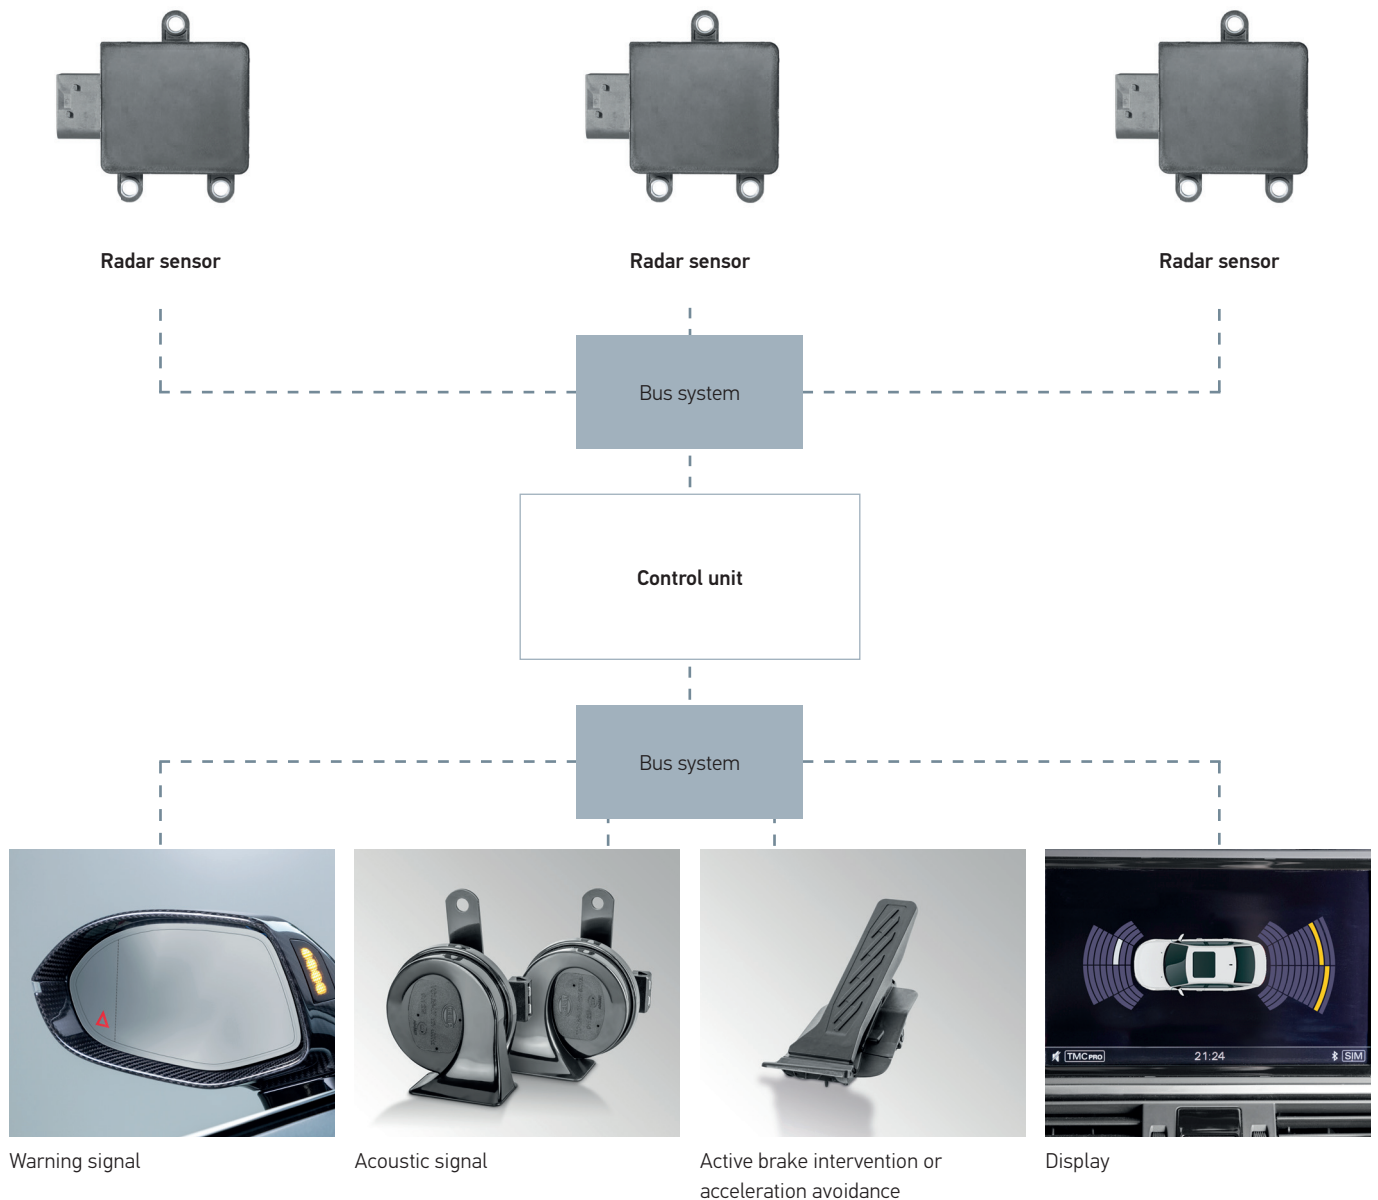 Radar sensor
Radar sensor
Radar sensor
Bus system
Control unit
Bus system
TMC PRO
21:24
SIM
Warning signal
Acoustic signal
Active brake intervention or
acceleration avoidance
Display